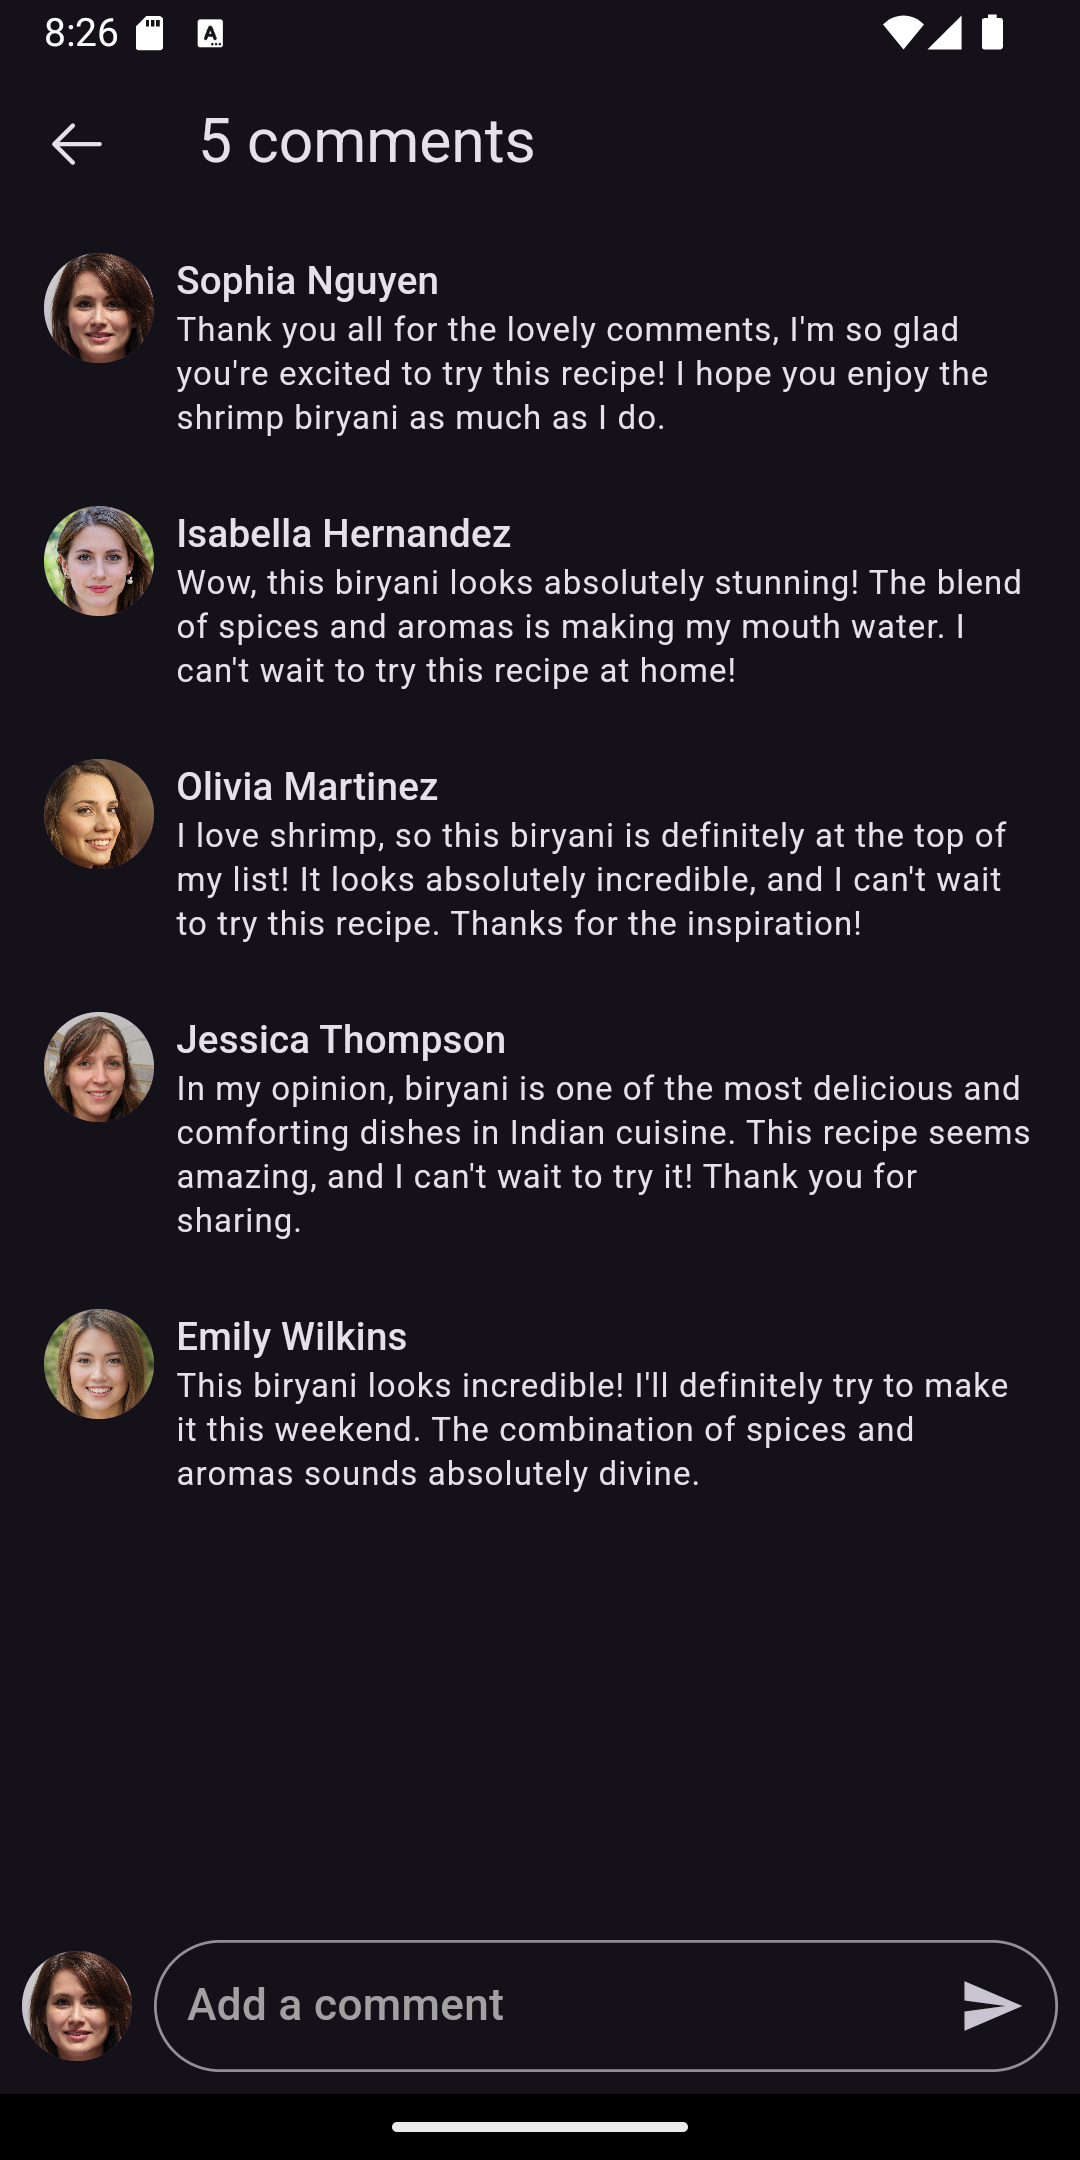 8:26
5 comments
Sophia Nguyen
Thank you all for the lovely comments, I'm so glad
you're excited to try this recipe! I hope you enjoy the
shrimp biryani as much as I do.
Isabella Hernandez
Wow, this biryani looks absolutely stunning! The blend
of spices and aromas is making my mouth water. I
can't wait to try this recipe at home!
Olivia Martinez
I love shrimp, so this biryani is definitely at the top of
my list! It looks absolutely incredible, and I can't wait
to try this recipe. Thanks for the inspiration!
Jessica Thompson
In my opinion, biryani is one of the most delicious and
comforting dishes in Indian cuisine. This recipe seems
amazing, and I can't wait to try it! Thank you for
sharing.
Emily Wilkins
This biryani looks incredible! I'll definitely try to make
it this weekend. The combination of spices and
aromas sounds absolutely divine.
Add a comment